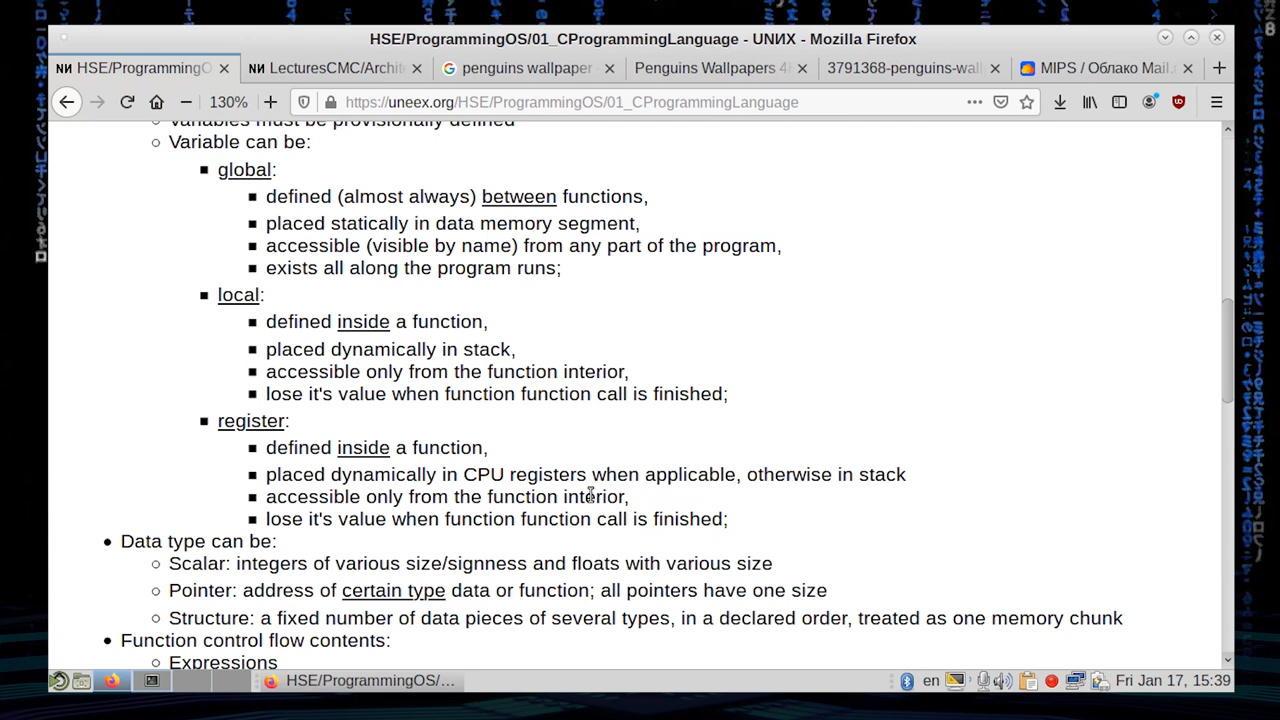 HSE/ProgrammingOS/01_CProgrammingLanguage - UNИX - Mozilla Firefox
ИИ HSE/ProgrammingO
ИИ LecturesCMC/Archit
penguins wallpaper -
Penguins Wallpapers 4
3791368-penguins-wall
MIPS / Облако Mail.
130%
https://uneex.org/HSE/ProgrammingOS/01_CProgrammingLanguage
Variables must be provisionally defined
Variable can be:
global:
defined (almost always) between functions,
placed statically in data memory segment,
accessible (visible by name) from any part of the program,
exists all along the program runs;
local:
defined inside a function,
placed dynamically in stack,
accessible only from the function interior,
lose it's value when function function call is finished;
register:
defined inside a function,
placed dynamically in CPU registers when applicable, otherwise in stack
accessible only from the function interior,
lose it's value when function function call is finished;
Data type can be:
Scalar: integers of various size/signness and floats with various size
Pointer: address of certain type data or function; all pointers have one size
Structure: a fixed number of data pieces of several types, in a declared order, treated as one memory chunk
Function control flow contents:
Expressions
HSE/ProgrammingOS/...
en
Fri Jan 17, 15:39